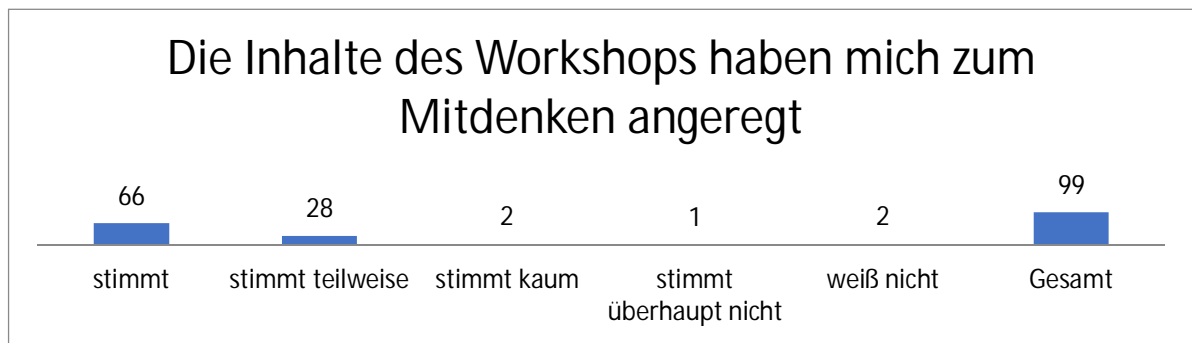 Die Inhalte des Workshops haben mich zum
Mitdenken angeregt
66
28
2
1
2
99
stimmt
stimmt teilweise
stimmt kaum
stimmt
überhaupt nicht
weiß nicht
Gesamt